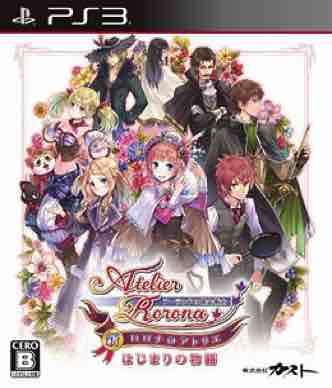 PS3
Atelier
Rorona
新 ロロナのアトリエ
はじまりの物語
CERO
B
株式会社ガスト